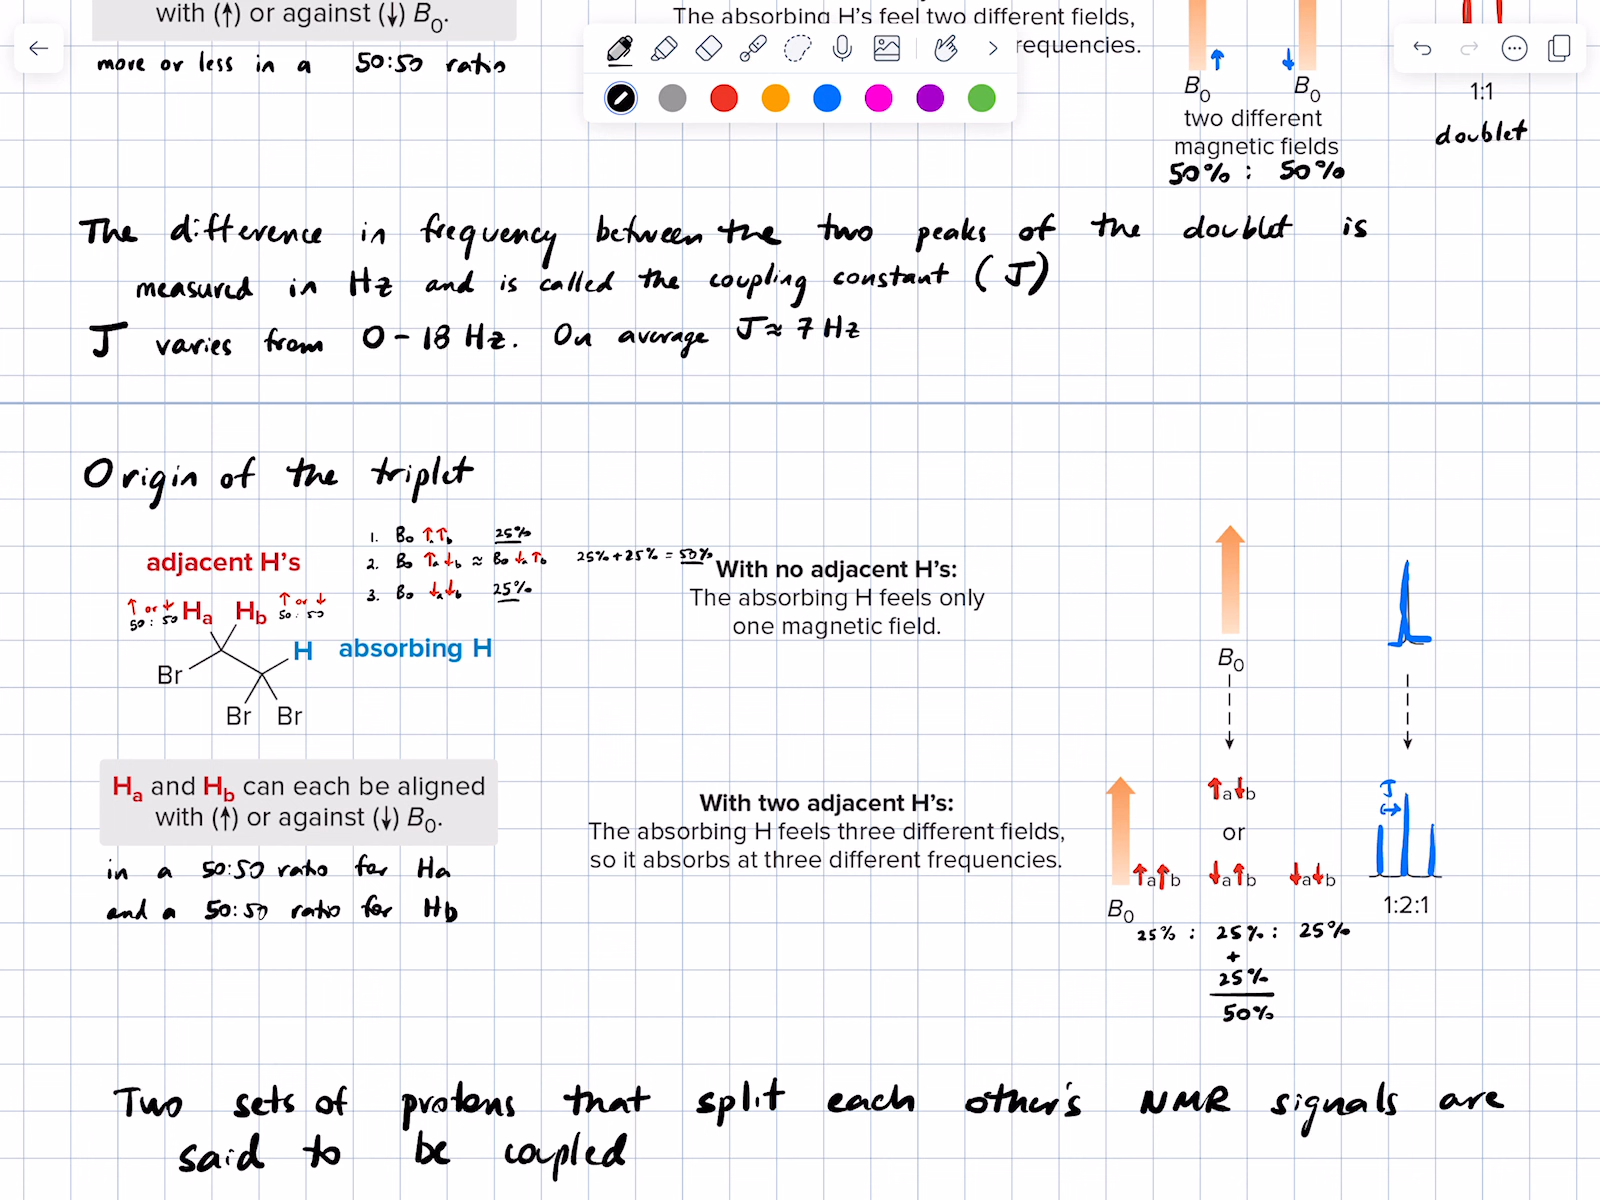 with (↑) or against (↓) B₀.
more or less in a 50:50 ratio
The absorbing H's feel two different fields,
requencies.
B₀ ↑ ↓ B₀
two different
magnetic fields
50% : 50%
1:1
doublet
The difference in frequency between the two peaks of the doublet is
measured in Hz and is called the coupling constant (J)
J varies from 0-18 Hz. On average J≈ 7 Hz
Origin of the triplet
1. B₀ ↑ₐ↑b 25%
2. B₀ ↑ₐ↓b ≈ B₀ ↓ₐ↑b 25%+25% = 50%
3. B₀ ↓ₐ↓b 25%
adjacent H's
↑ or ↓ Hₐ Hb ↑ or ↓
50:50 50:50
H absorbing H
Br
Br Br
With no adjacent H's:
The absorbing H feels only
one magnetic field.
B₀
Hₐ and Hb can each be aligned
with (↑) or against (↓) B₀.
in a 50:50 ratio for Ha
and a 50:50 ratio for Hb
With two adjacent H's:
The absorbing H feels three different fields,
so it absorbs at three different frequencies.
↑a↓b
or
↑a↑b ↓a↑b ↓a↓b
B₀
25% : 25% : 25%
+
25%
50%
J
1:2:1
Two sets of protons that split each other's NMR signals are
said to be coupled